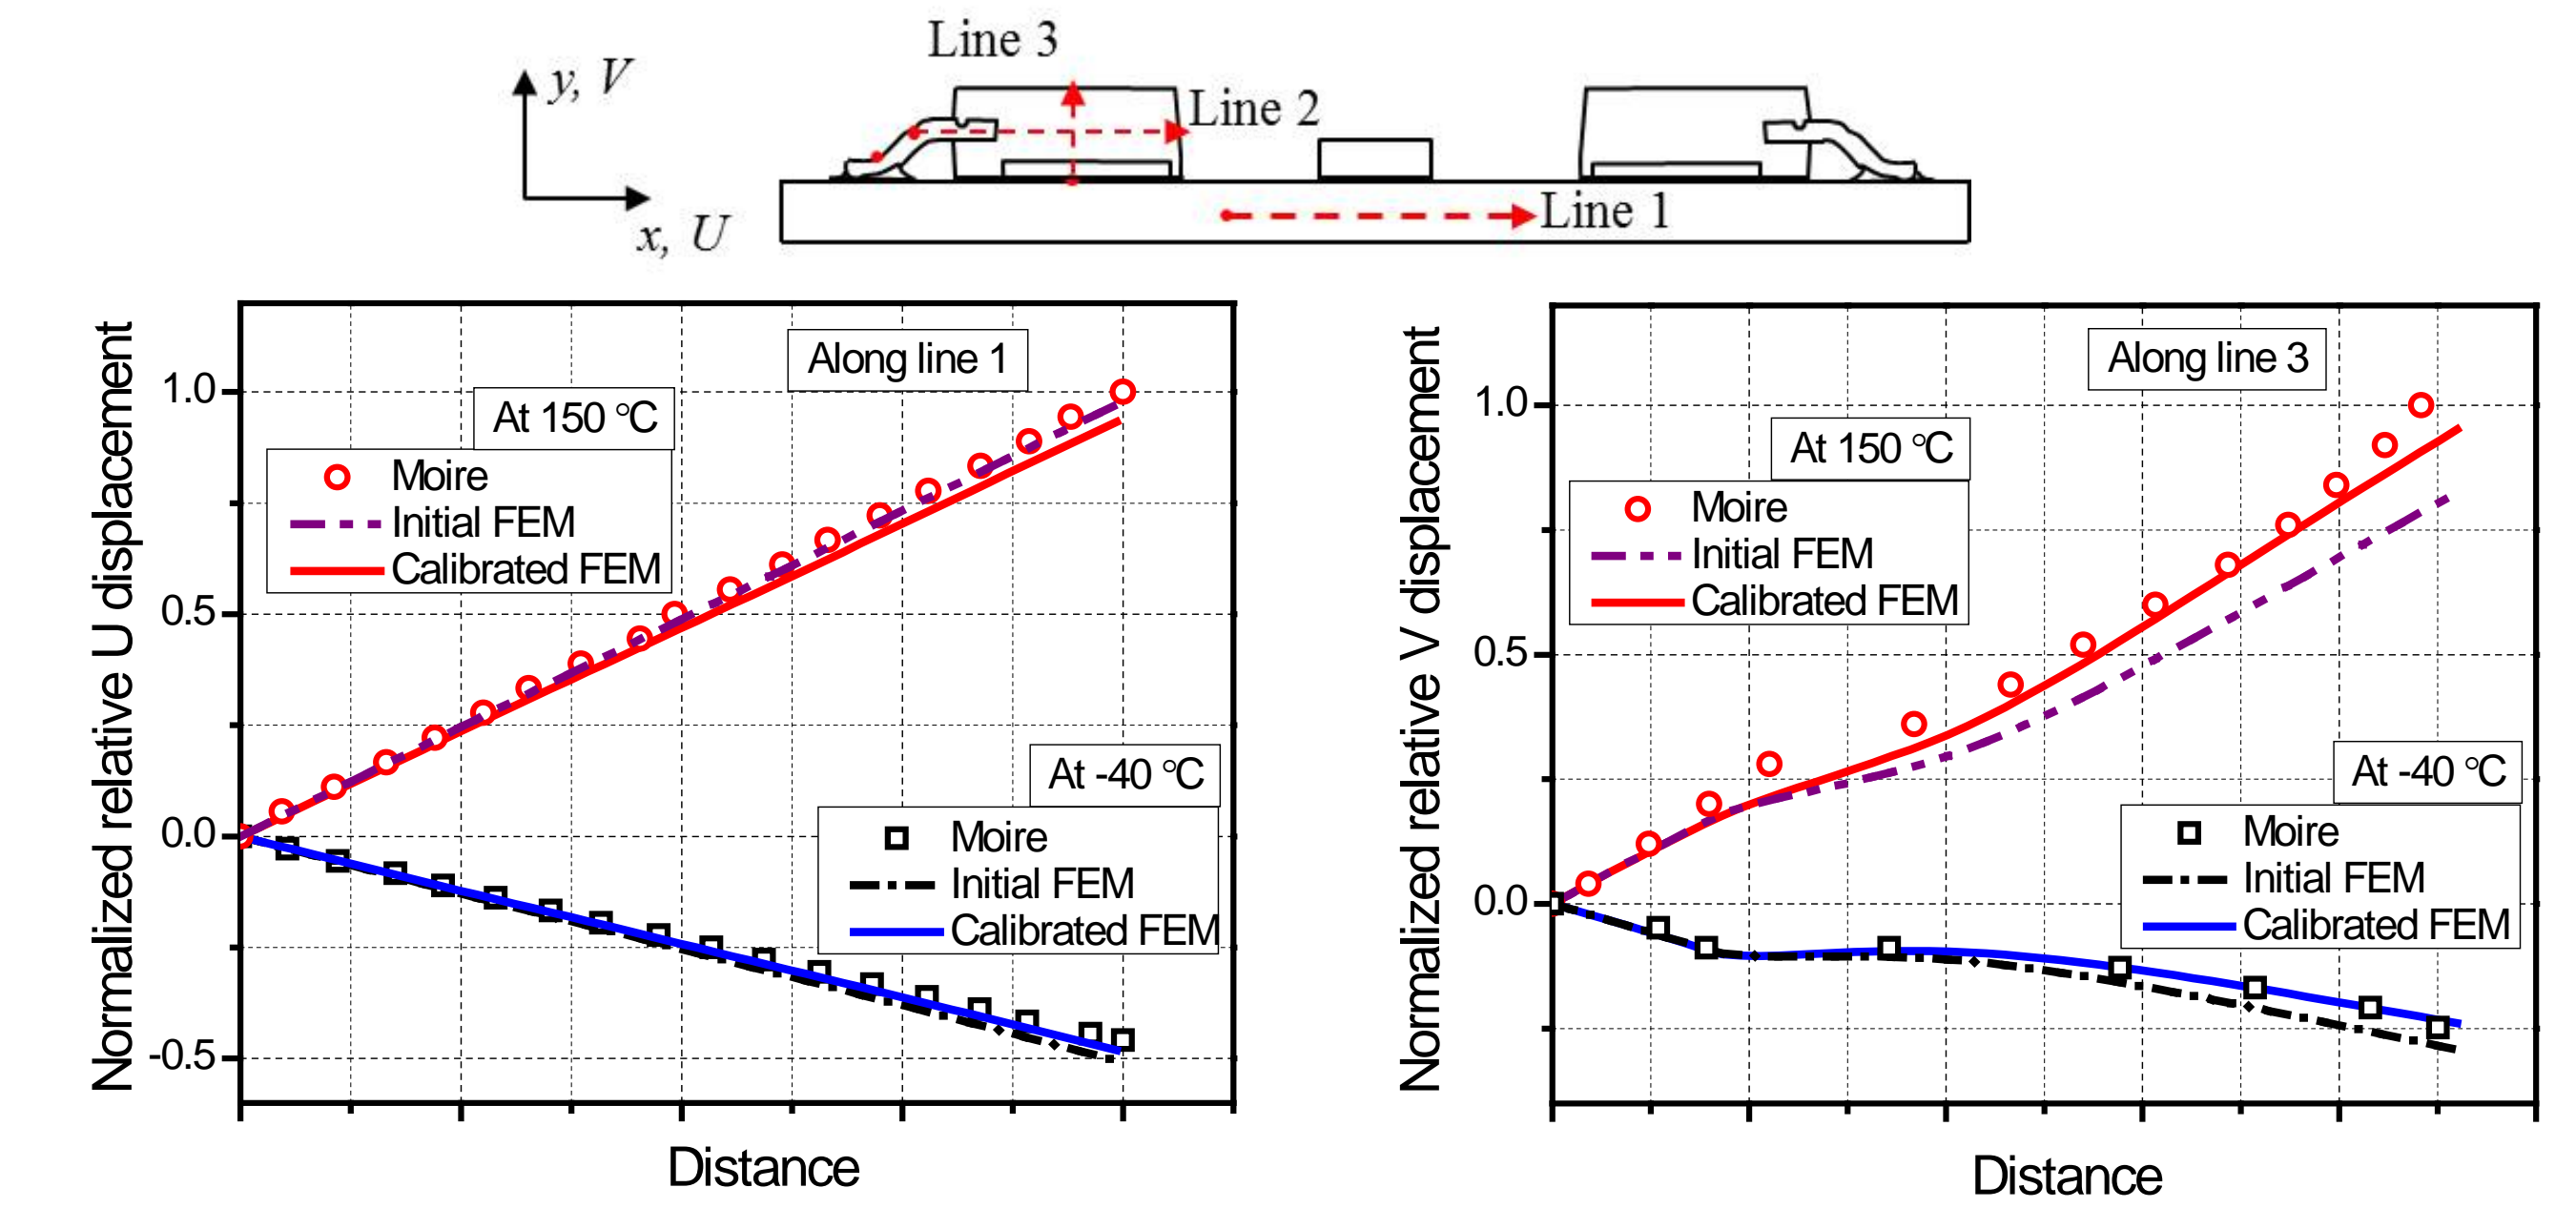 Line 3
y, V
Line 2
Line 1
x, U
Normalized relative U displacement
1.0
0.5
0.0
-0.5
Along line 1
At 150 °C
Moire
Initial FEM
Calibrated FEM
At -40 °C
Moire
Initial FEM
Calibrated FEM
Distance
Normalized relative V displacement
1.0
0.5
0.0
Along line 3
At 150 °C
Moire
Initial FEM
Calibrated FEM
At -40 °C
Moire
Initial FEM
Calibrated FEM
Distance